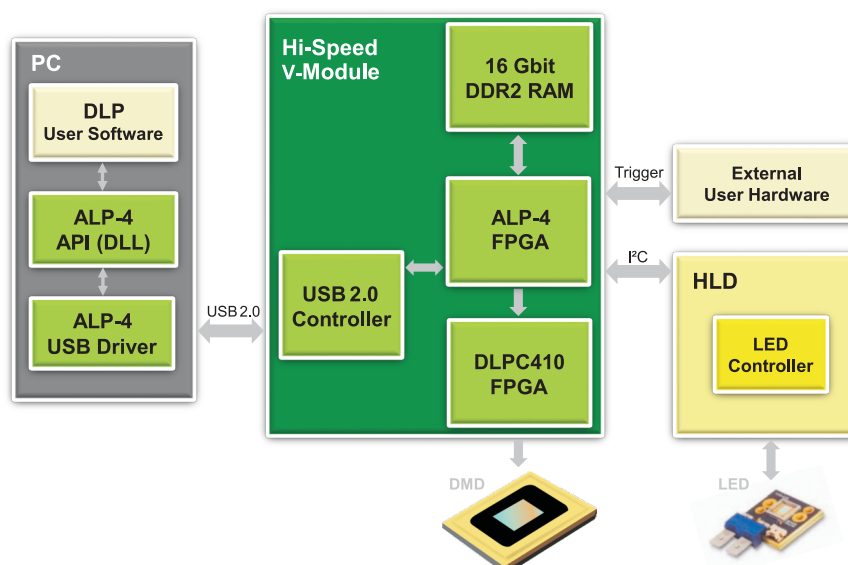 PC
DLP
User Software
ALP-4
API (DLL)
ALP-4
USB Driver
USB 2.0
Hi-Speed
V-Module
16 Gbit
DDR2 RAM
ALP-4
FPGA
USB 2.0
Controller
DLPC410
FPGA
Trigger
External
User Hardware
I²C
HLD
LED
Controller
DMD
LED